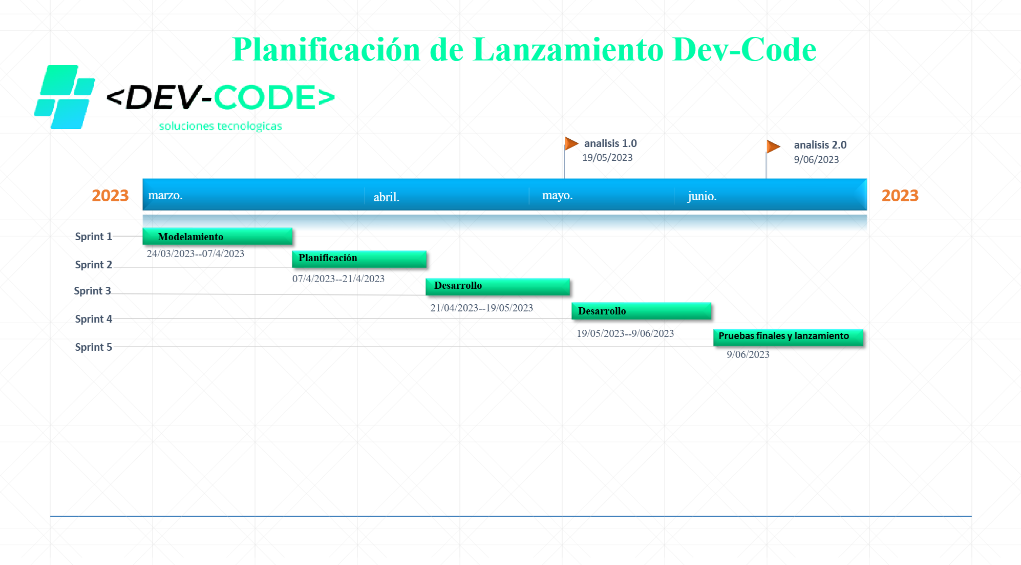 Planificación de Lanzamiento Dev-Code
<DEV-CODE>
soluciones tecnologicas
analisis 1.0
19/05/2023
analisis 2.0
9/06/2023
2023
marzo.
abril.
mayo.
junio.
2023
Sprint 1
Modelamiento
24/03/2023--07/4/2023
Sprint 2
Planificación
07/4/2023--21/4/2023
Sprint 3
Desarrollo
21/04/2023--19/05/2023
Sprint 4
Desarrollo
19/05/2023--9/06/2023
Sprint 5
Pruebas finales y lanzamiento
9/06/2023